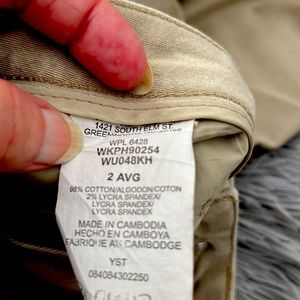 1421 SOUTH ELM ST.
WPL 6428
WKPH90254
WU048KH
2 AVG
98% COTTON/ALGODON/COTON
2% LYCRA SPANDEX/
LYCRA SPANDEX/
LYCRA SPANDEX
MADE IN CAMBODIA
HECHO EN CAMBOYA
FABRIQUE AU CAMBODGE
YST
084084302250